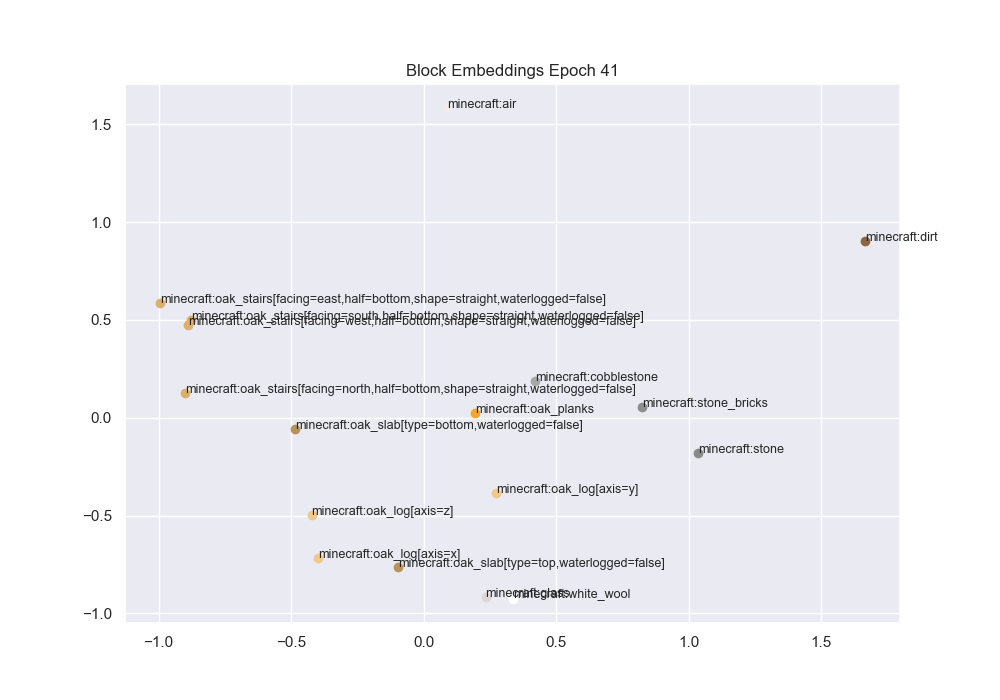 Block Embeddings Epoch 41
minecraft:air
1.5
1.0
minecraft:dirt
minecraft:oak_stairs[facing=east,half=bottom,shape=straight,waterlogged=false]
minecraft:oak_stairs[facing=south,half=bottom,shape=straight,waterlogged=false]
minecraft:oak_stairs[facing=west,half=bottom,shape=straight,waterlogged=false]
0.5
minecraft:cobblestone
minecraft:oak_stairs[facing=north,half=bottom,shape=straight,waterlogged=false]
minecraft:stone_bricks
minecraft:oak_planks
0.0
minecraft:oak_slab[type=bottom,waterlogged=false]
minecraft:stone
minecraft:oak_log[axis=y]
minecraft:oak_log[axis=z]
−0.5
minecraft:oak_log[axis=x]
minecraft:oak_slab[type=top,waterlogged=false]
minecraft:glass
minecraft:white_wool
−1.0
−1.0 −0.5 0.0 0.5 1.0 1.5